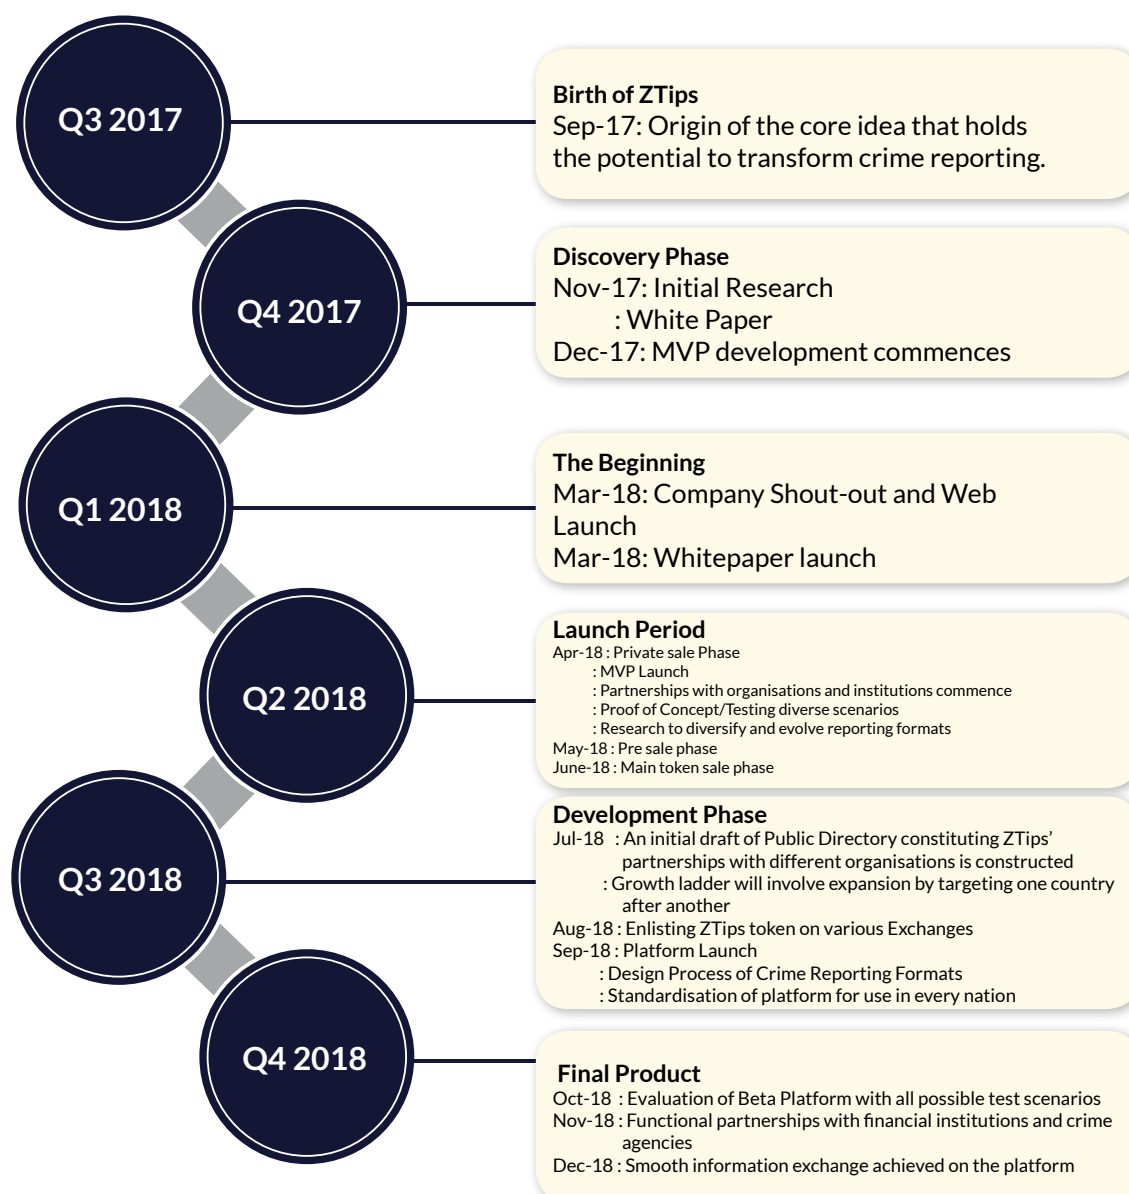 Q3 2017
Birth of ZTips
Sep-17: Origin of the core idea that holds
the potential to transform crime reporting.
Q4 2017
Discovery Phase
Nov-17: Initial Research
: White Paper
Dec-17: MVP development commences
Q1 2018
The Beginning
Mar-18: Company Shout-out and Web
Launch
Mar-18: Whitepaper launch
Q2 2018
Launch Period
Apr-18 : Private sale Phase
: MVP Launch
: Partnerships with organisations and institutions commence
: Proof of Concept/Testing diverse scenarios
: Research to diversify and evolve reporting formats
May-18 : Pre sale phase
June-18 : Main token sale phase
Q3 2018
Development Phase
Jul-18 : An initial draft of Public Directory constituting ZTips’
partnerships with different organisations is constructed
: Growth ladder will involve expansion by targeting one country
after another
Aug-18 : Enlisting ZTips token on various Exchanges
Sep-18 : Platform Launch
: Design Process of Crime Reporting Formats
: Standardisation of platform for use in every nation
Q4 2018
Final Product
Oct-18 : Evaluation of Beta Platform with all possible test scenarios
Nov-18 : Functional partnerships with financial institutions and crime
agencies
Dec-18 : Smooth information exchange achieved on the platform